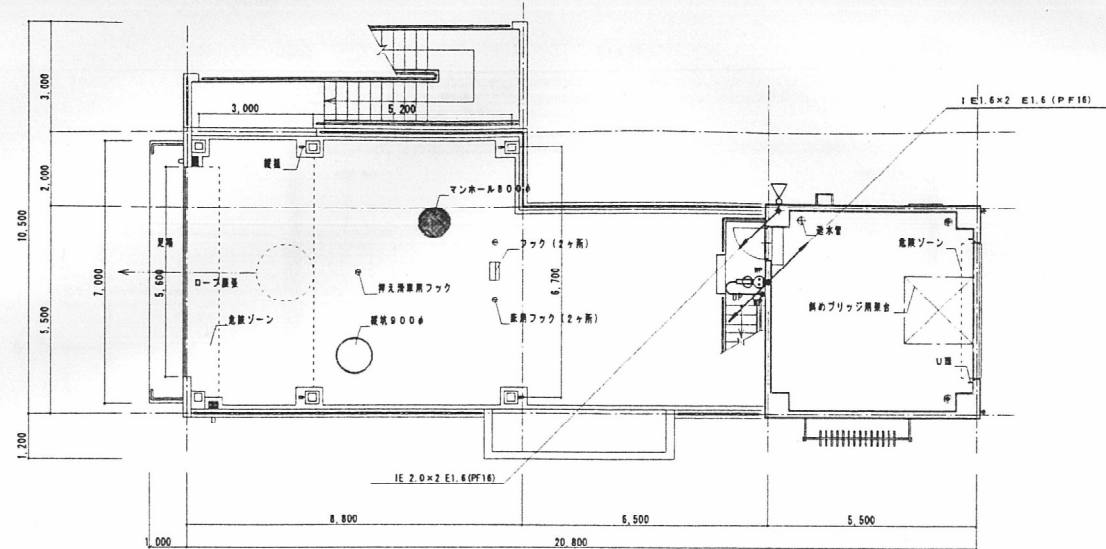 3,000
2,000
10,500
5,500
1,200
7,000
5,600
3,000
5,200
6,700
IE1.6×2 E1.6 (PF16)
縦樋
マンホール800φ
送水管
危険ゾーン
足場
フック(2ヶ所)
ロープ展張
押え滑車用フック
斜めブリッジ用架台
危険ゾーン
縦坑900φ
床用フック(2ヶ所)
WP
WP
U環
IE 2.0×2 E1.6(PF16)
8,800
6,500
5,500
1,000
20,800